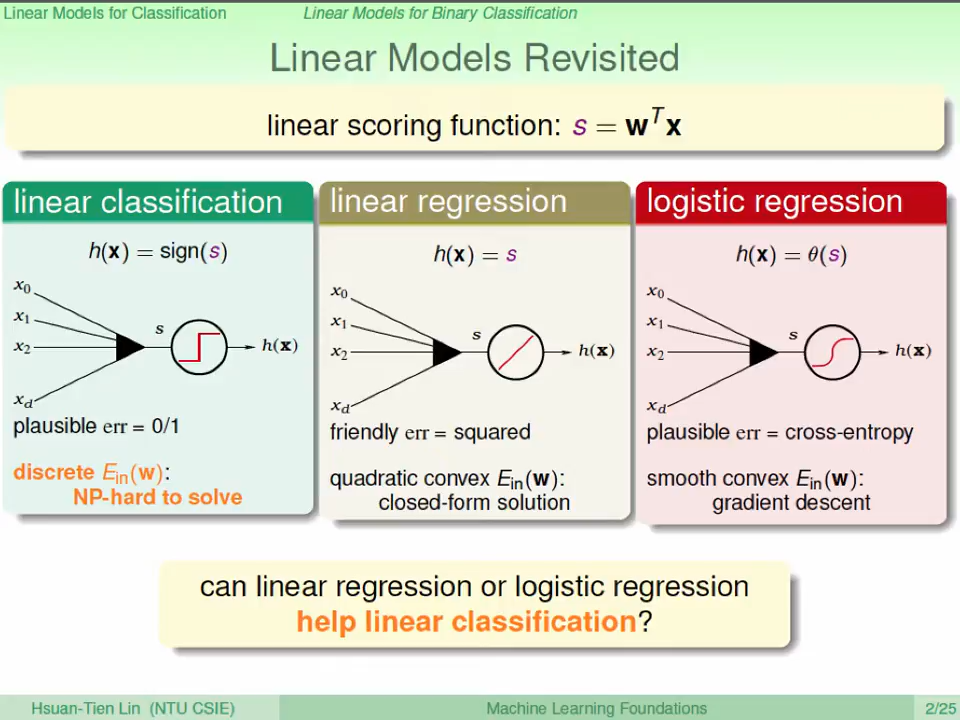 Linear Models for Classification
Linear Models for Binary Classification
Linear Models Revisited
linear scoring function: s = w^T x
linear classification
h(x) = sign(s)
x₀
x₁
x₂
x_d
s
h(x)
plausible err = 0/1
discrete E_in(w):
NP-hard to solve
linear regression
h(x) = s
x₀
x₁
x₂
x_d
s
h(x)
friendly err = squared
quadratic convex E_in(w):
closed-form solution
logistic regression
h(x) = θ(s)
x₀
x₁
x₂
x_d
s
h(x)
plausible err = cross-entropy
smooth convex E_in(w):
gradient descent
can linear regression or logistic regression
help linear classification?
Hsuan-Tien Lin (NTU CSIE)
Machine Learning Foundations
2/25